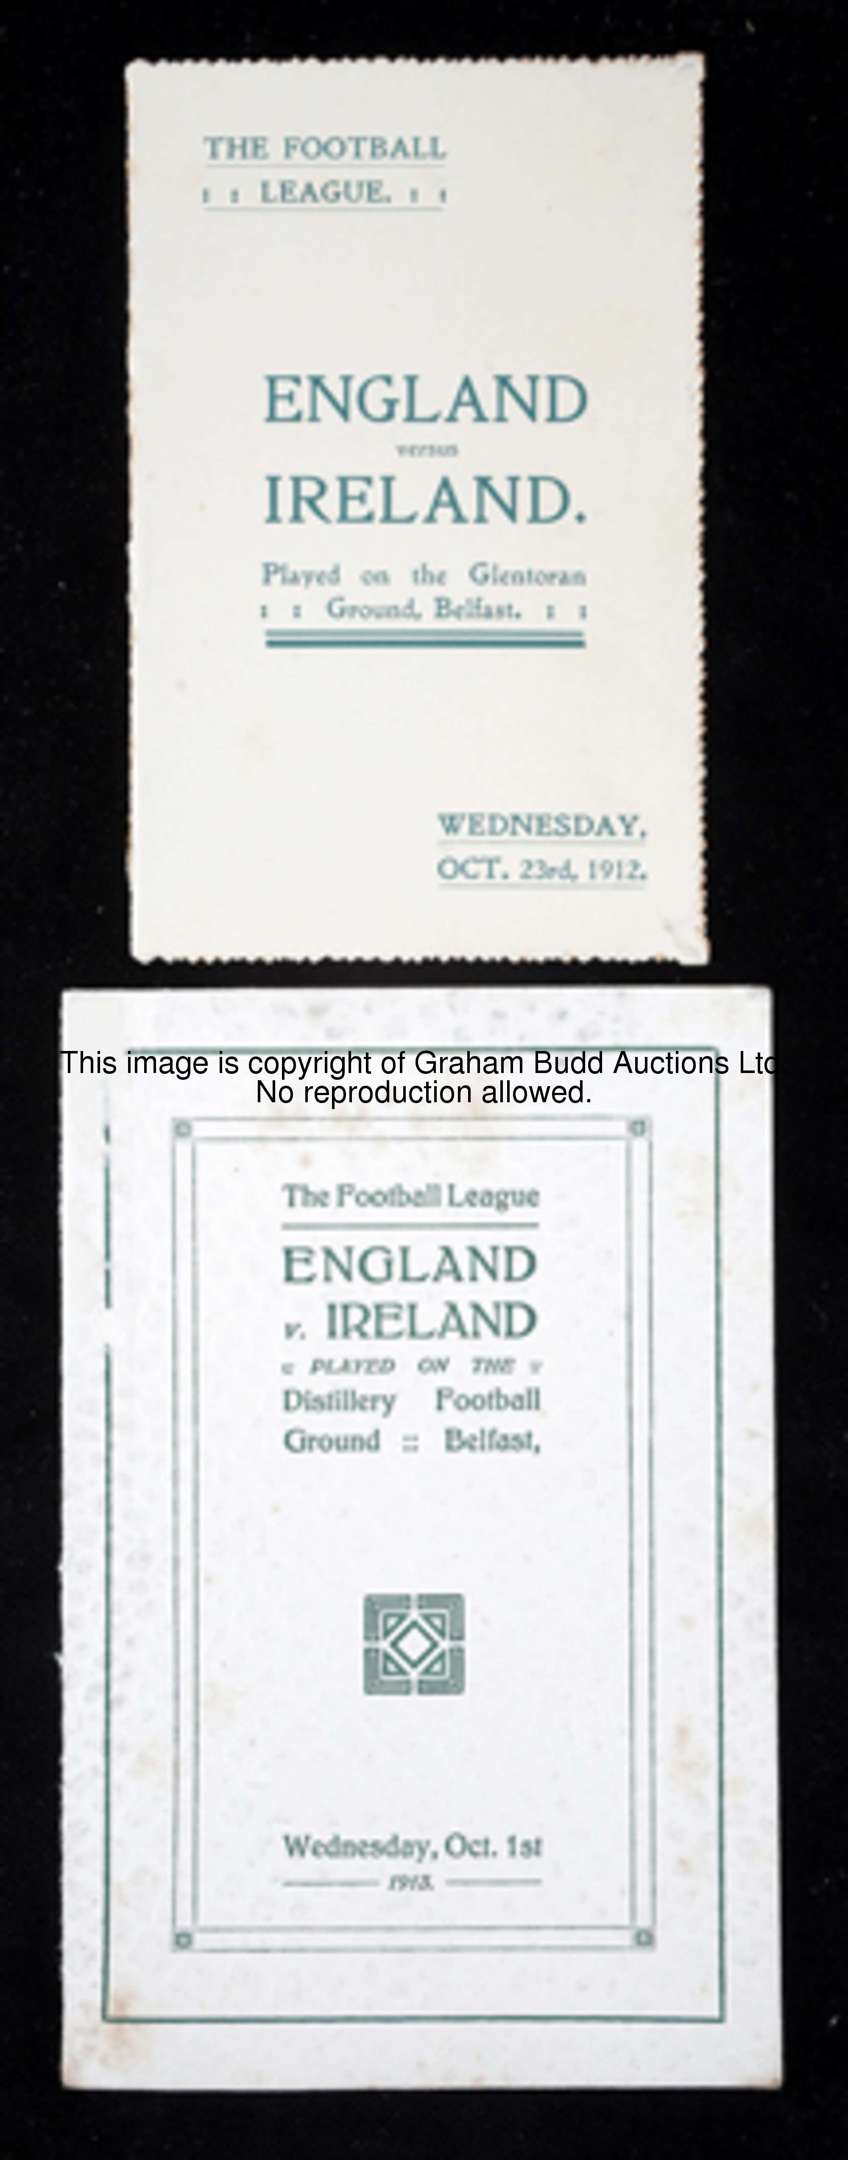 THE FOOTBALL
: : LEAGUE. : :
ENGLAND
versus
IRELAND.
Played on the Glentoran
: : Ground, Belfast. : :
WEDNESDAY,
OCT. 23rd, 1912.
This image is copyright of Graham Budd Auctions Ltd
No reproduction allowed.
The Football League
ENGLAND
v. IRELAND
PLAYED ON THE
Distillery Football
Ground :: Belfast,
Wednesday, Oct. 1st
1913.